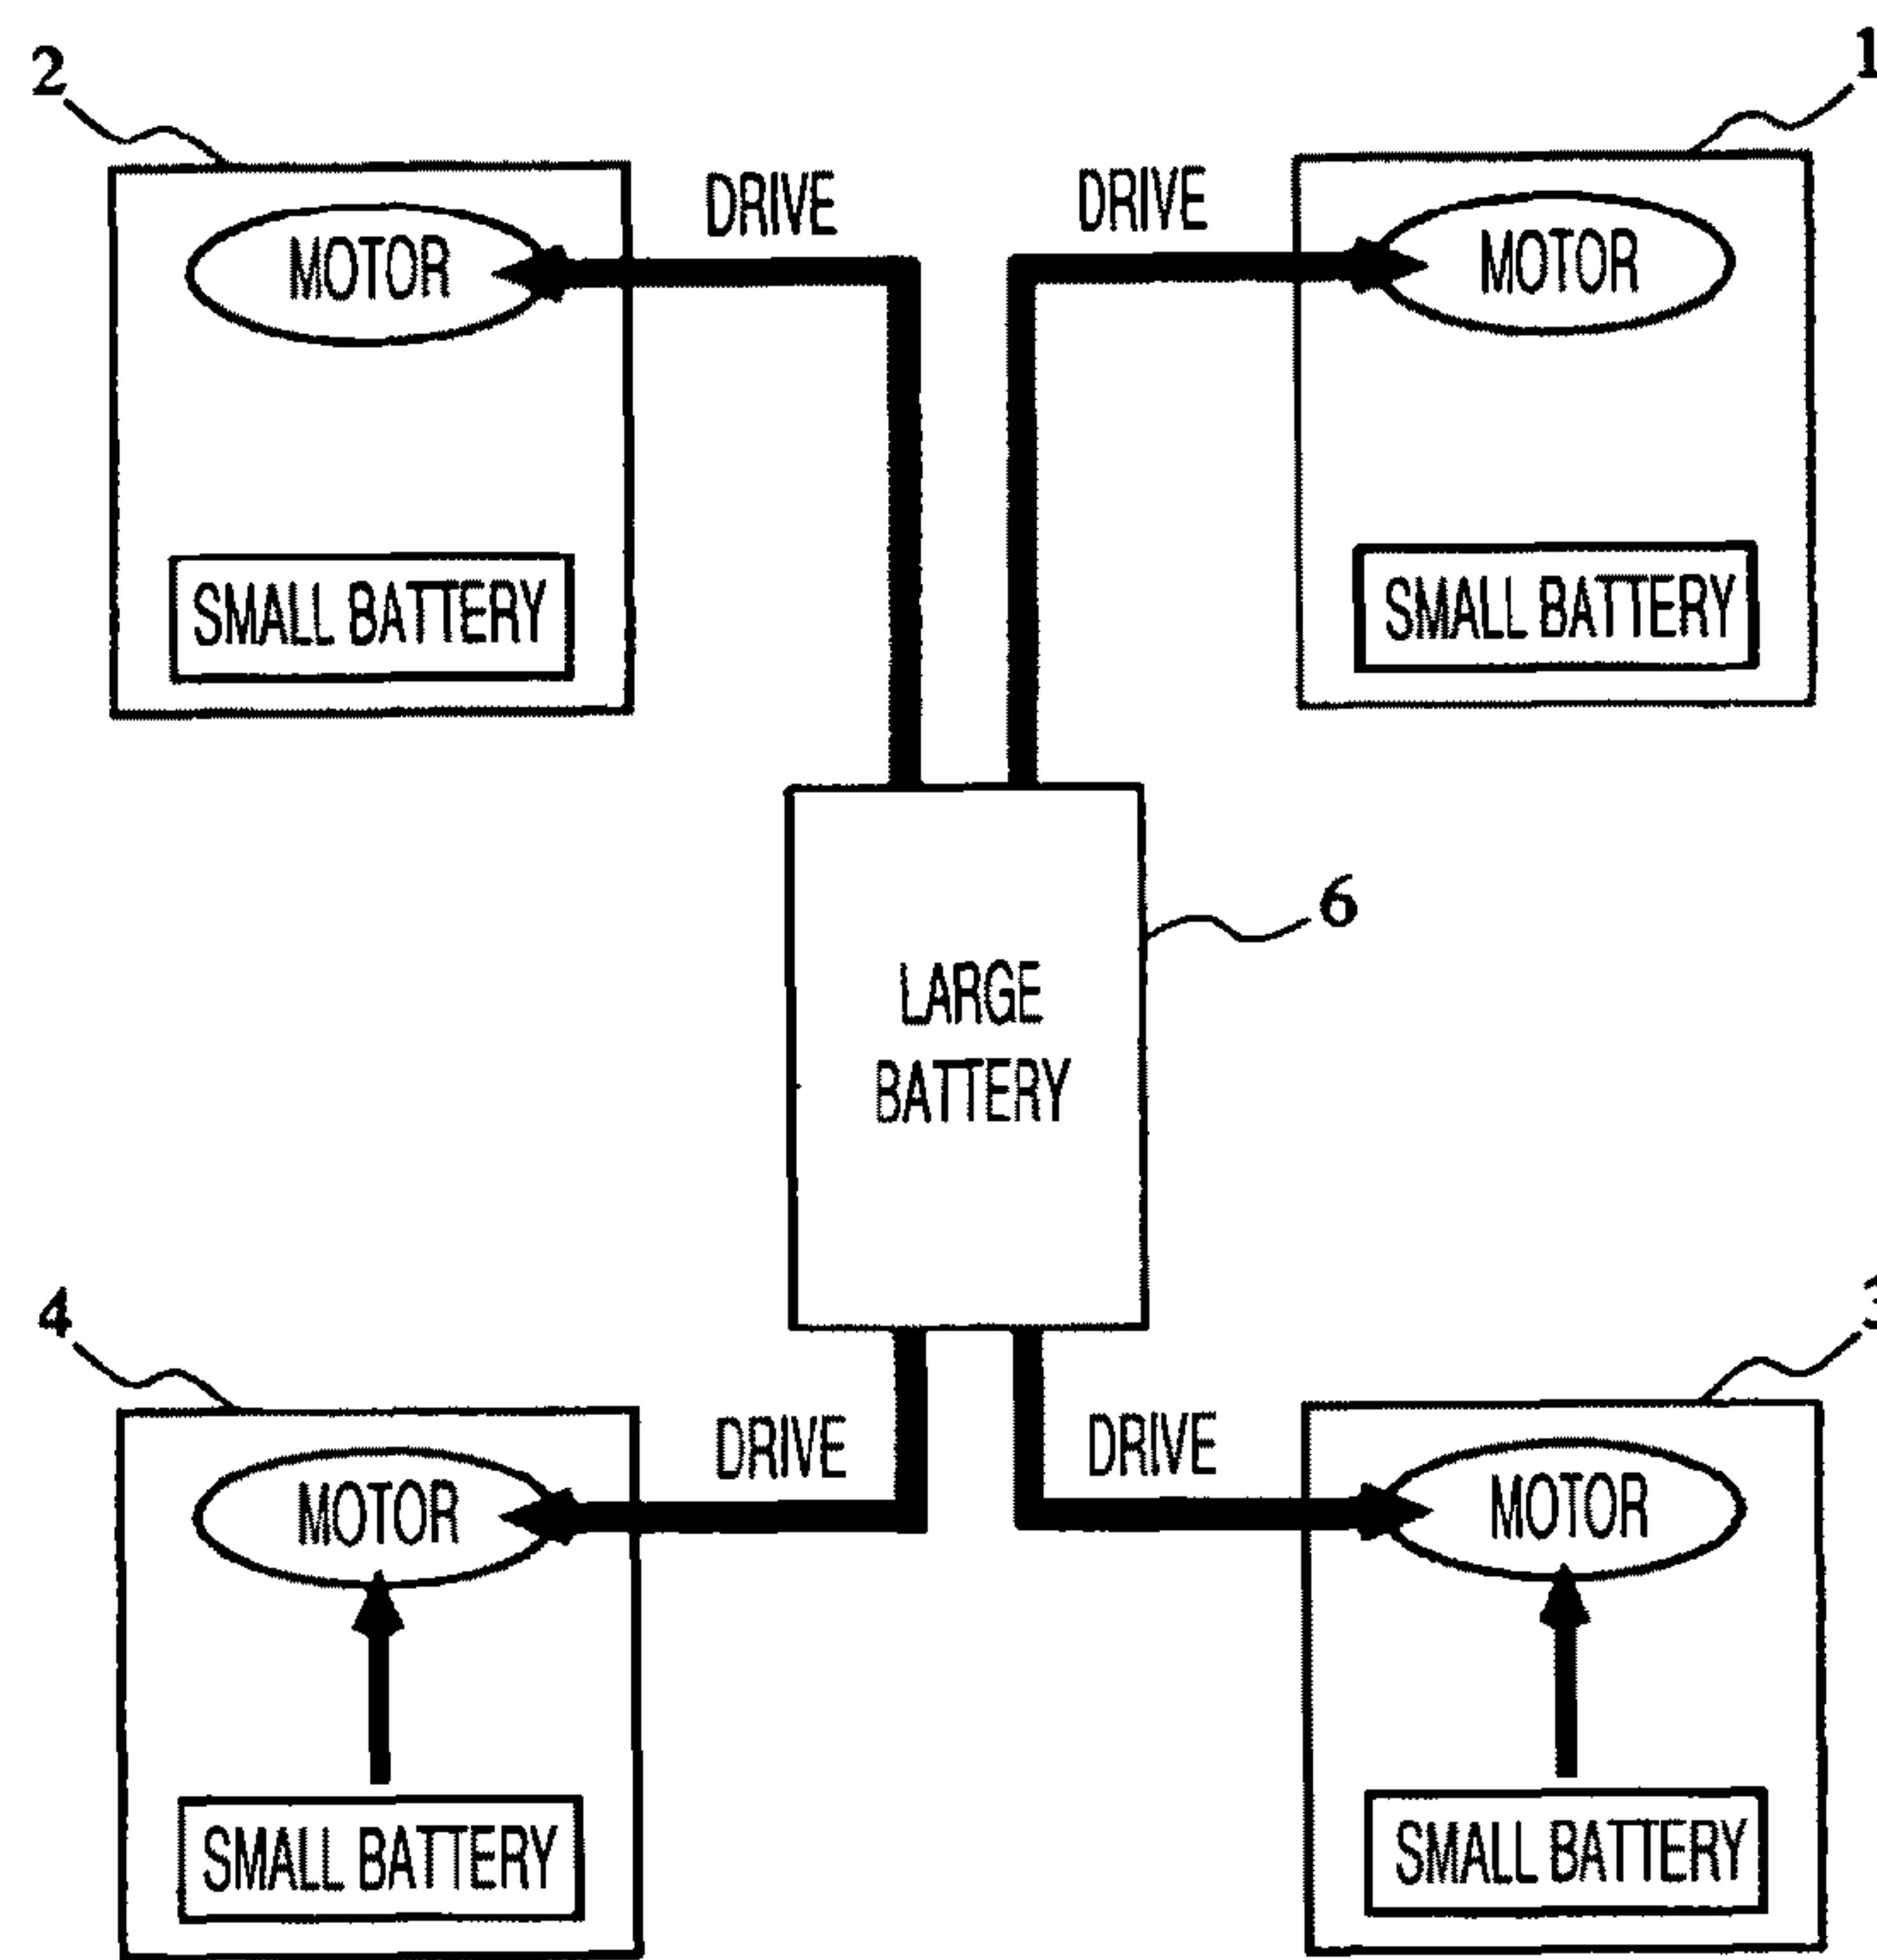 2
1
DRIVE
DRIVE
MOTOR
MOTOR
SMALL BATTERY
SMALL BATTERY
6
LARGE
BATTERY
4
3
DRIVE
DRIVE
MOTOR
MOTOR
SMALL BATTERY
SMALL BATTERY